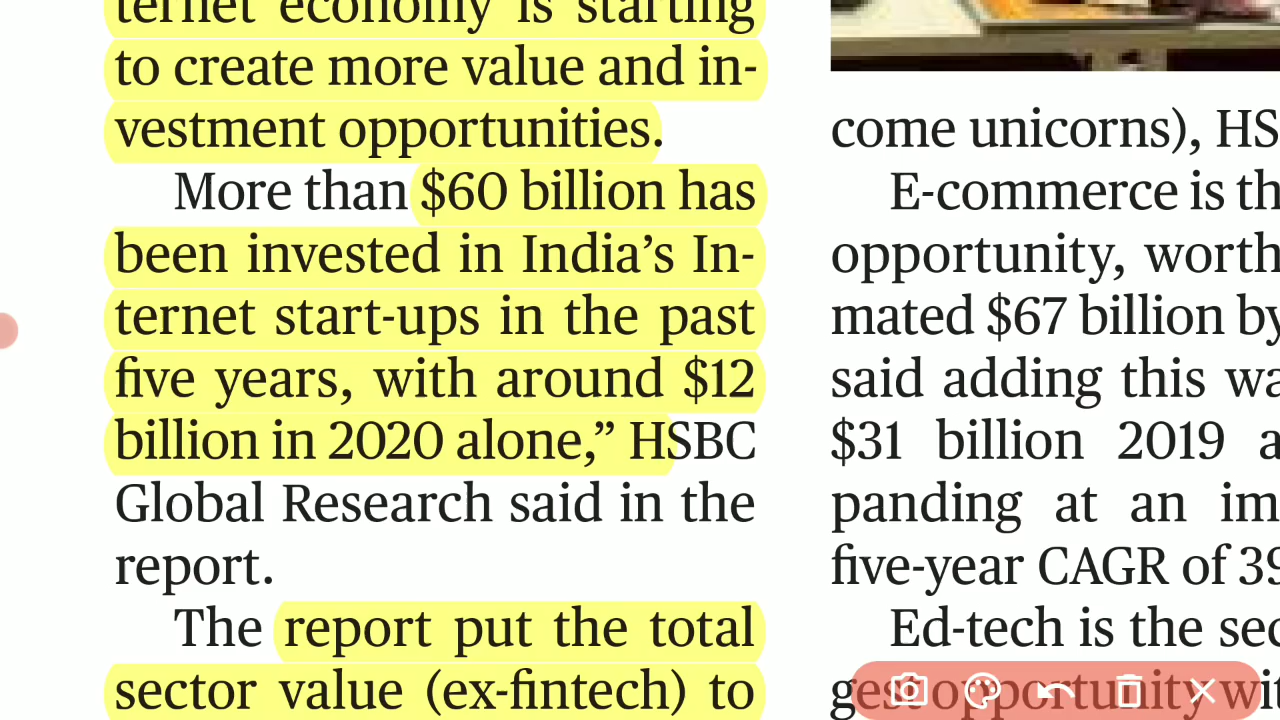 ternet economy is starting
to create more value and in-
vestment opportunities.
More than $60 billion has
been invested in India’s In-
ternet start-ups in the past
five years, with around $12
billion in 2020 alone,” HSBC
Global Research said in the
report.
The report put the total
sector value (ex-fintech) to
come unicorns), HS
E-commerce is th
opportunity, worth
mated $67 billion by
said adding this wa
$31 billion 2019 a
panding at an im
five-year CAGR of 39
Ed-tech is the sec
gest opportunity wit